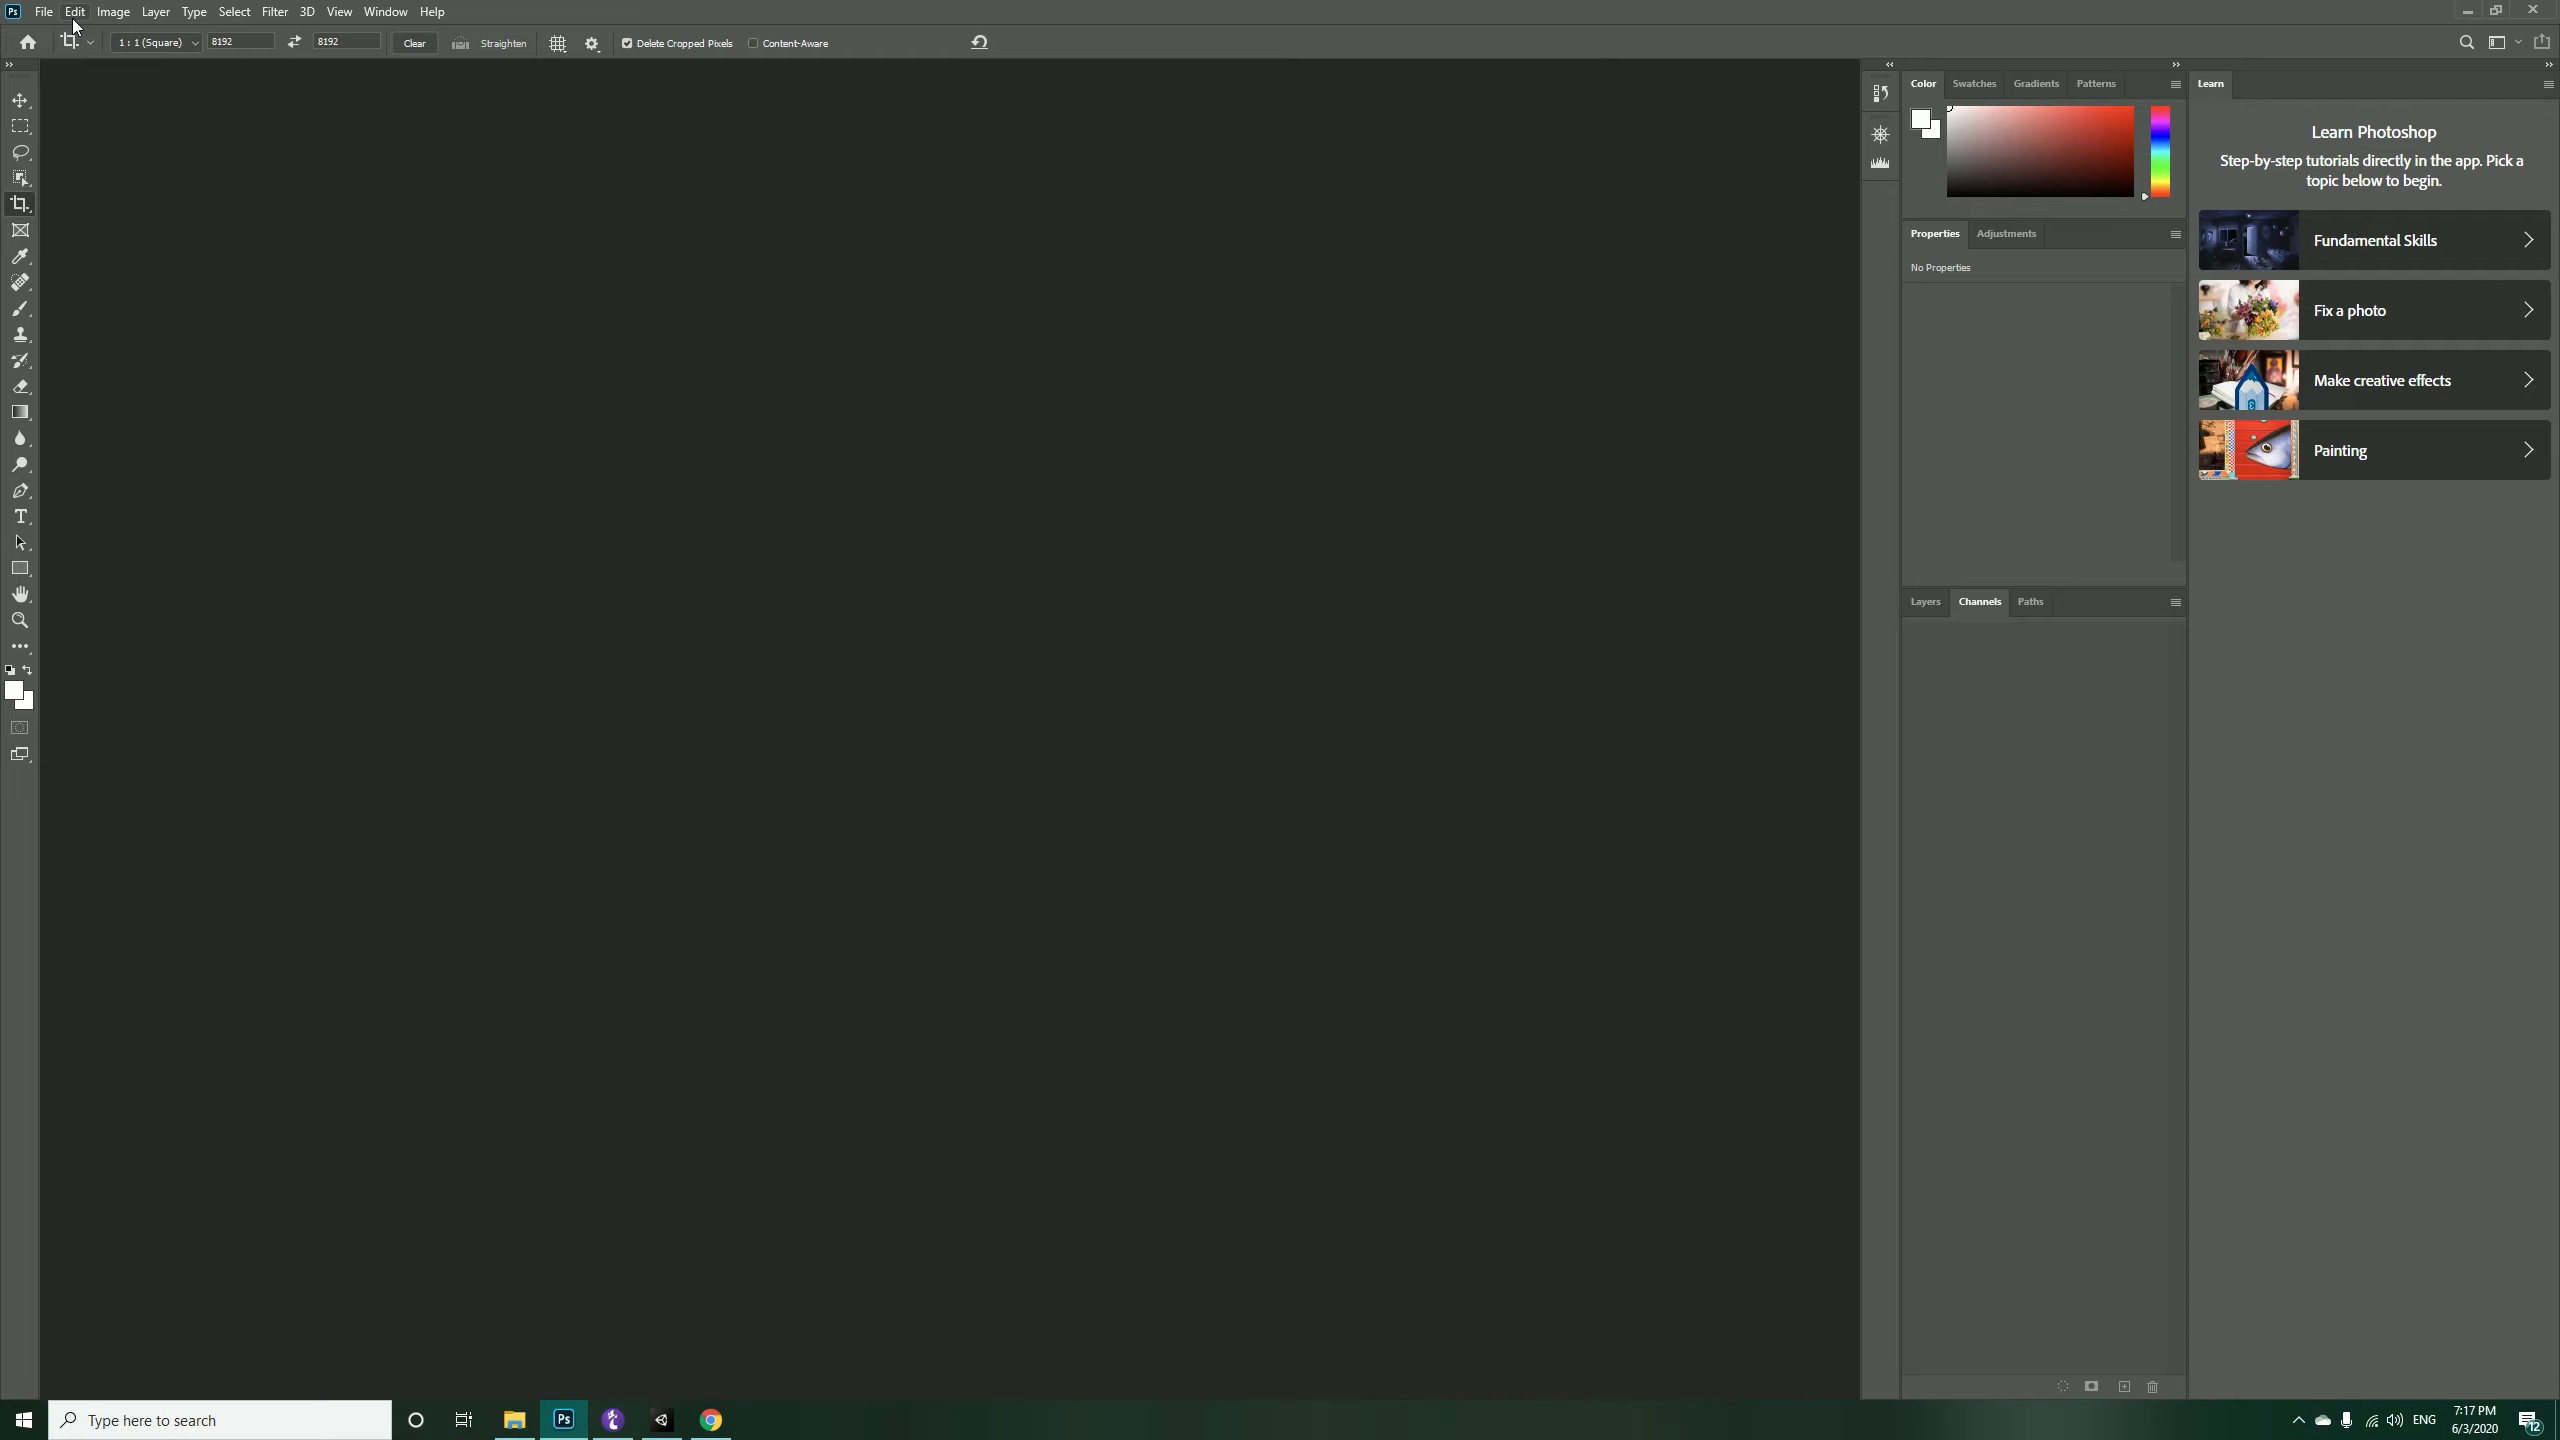 Ps File Edit Image Layer Type Select Filter 3D View Window Help
1 : 1 (Square) 8192 8192 Clear Straighten Delete Cropped Pixels Content-Aware
Color Swatches Gradients Patterns
Learn
Learn Photoshop
Step-by-step tutorials directly in the app. Pick a
topic below to begin.
Fundamental Skills
Fix a photo
Make creative effects
Painting
Properties Adjustments
No Properties
Layers Channels Paths
T
Type here to search
Ps
ENG
7:17 PM
6/3/2020
12